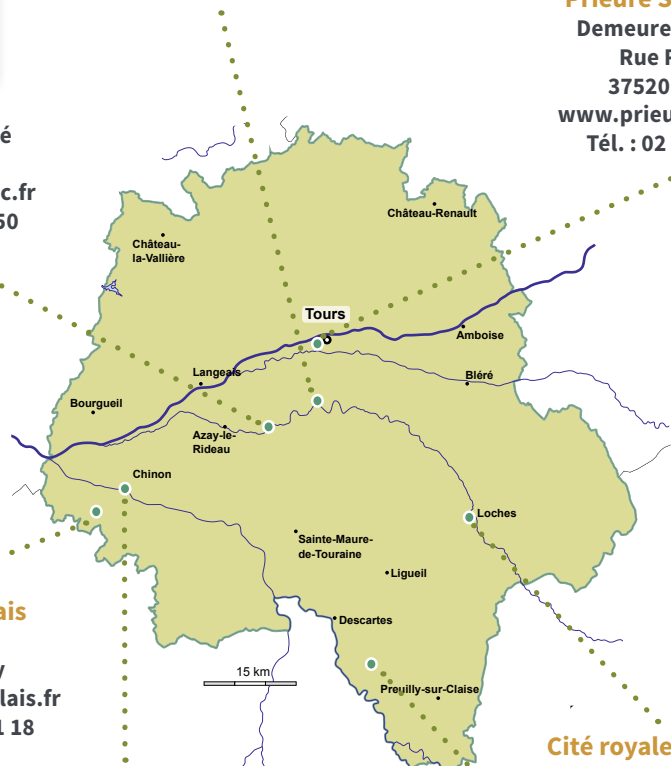 Demeure
Rue
37520
www.prieu
Tél. : 02
é
c.fr
50
Château-Renault
Château-
la-Vallière
Tours
Amboise
Langeais
Bléré
Bourgueil
Azay-le-
Rideau
Chinon
Loches
Sainte-Maure-
de-Touraine
Ligueil
Descartes
15 km
Preuilly-sur-Claise
ais
lais.fr
1 18
Cité royale